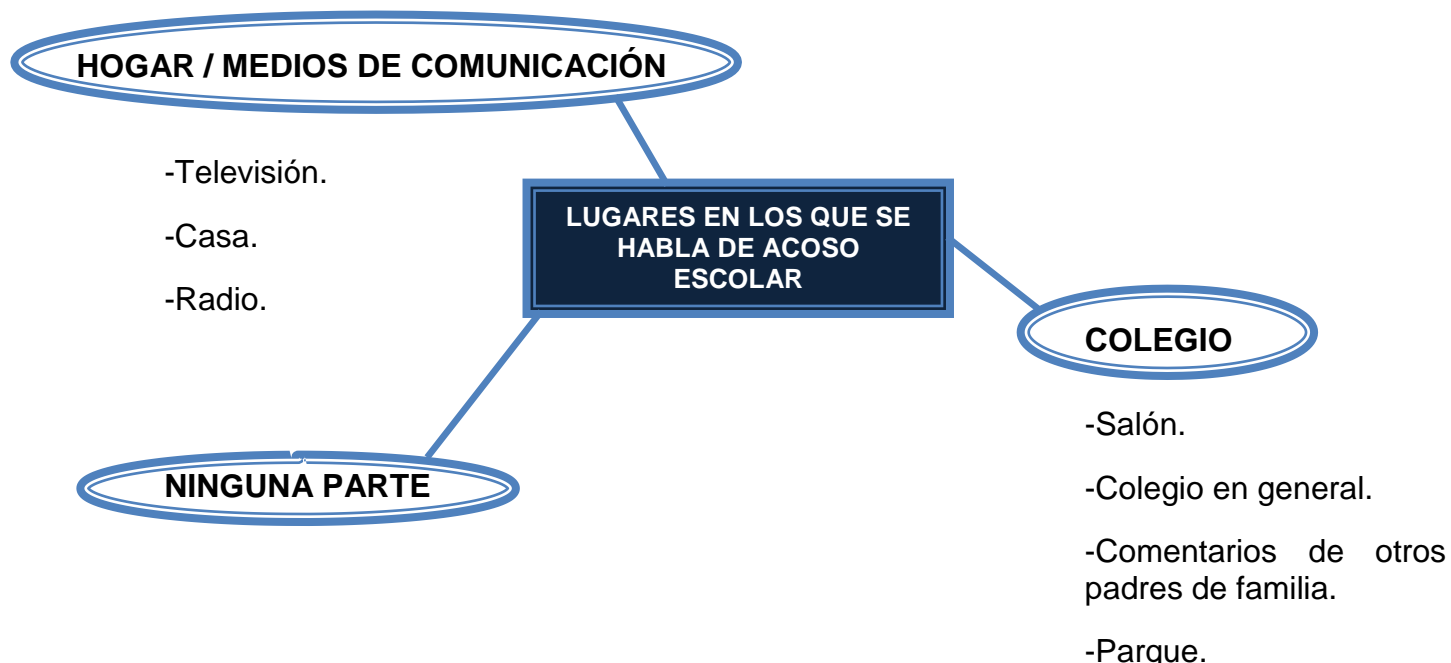 HOGAR / MEDIOS DE COMUNICACIÓN
-Televisión.
-Casa.
-Radio.
LUGARES EN LOS QUE SE
HABLA DE ACOSO
ESCOLAR
COLEGIO
-Salón.
-Colegio en general.
-Comentarios de otros
padres de familia.
-Parque.
NINGUNA PARTE